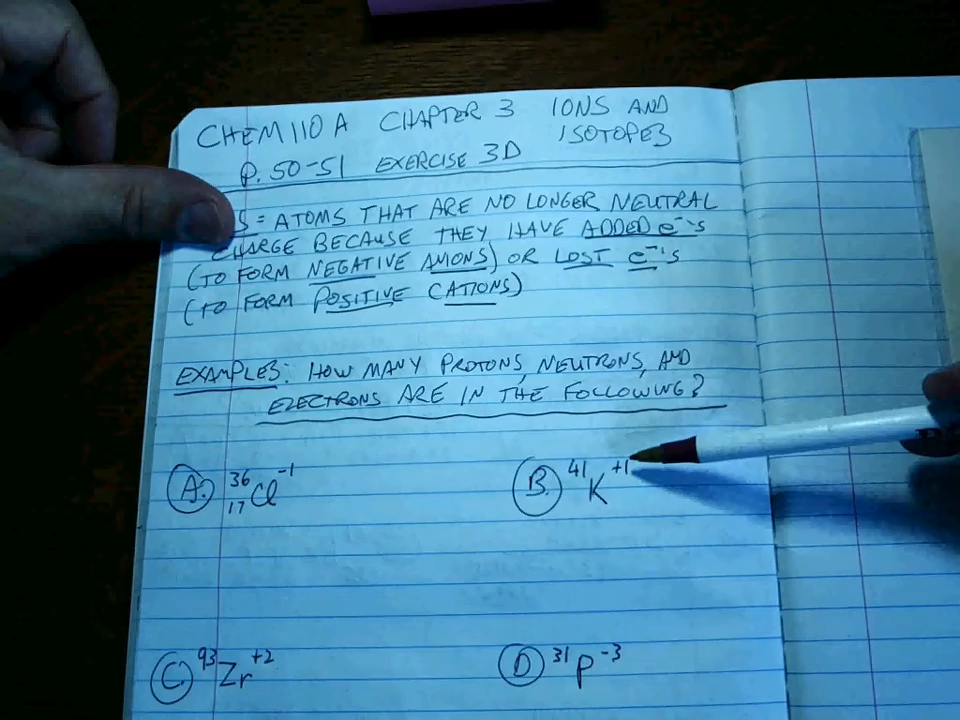 CHEM 110A CHAPTER 3 IONS AND
ISOTOPES
P. 50-51 EXERCISE 3D
S = ATOMS THAT ARE NO LONGER NEUTRAL
CHARGE BECAUSE THEY HAVE ADDED e⁻'s
(TO FORM NEGATIVE ANIONS) OR LOST e⁻'s
(TO FORM POSITIVE CATIONS)
EXAMPLES: HOW MANY PROTONS, NEUTRONS, AND
ELECTRONS ARE IN THE FOLLOWING?
A. ³⁶₁₇Cl⁻¹ B. ⁴¹K⁺¹
C. ⁹³Zr⁺² D ³¹P⁻³